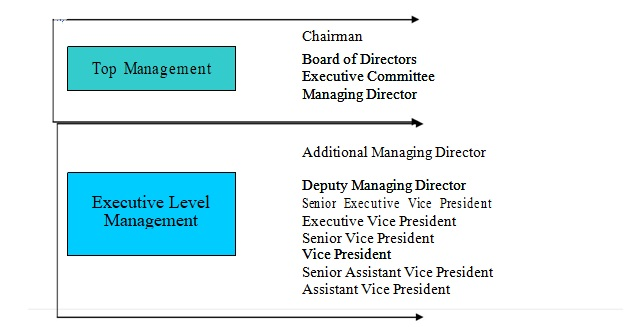 Chairman
Top Management
Board of Directors
Executive Committee
Managing Director
Additional Managing Director
Executive Level
Management
Deputy Managing Director
Senior Executive Vice President
Executive Vice President
Senior Vice President
Vice President
Senior Assistant Vice President
Assistant Vice President